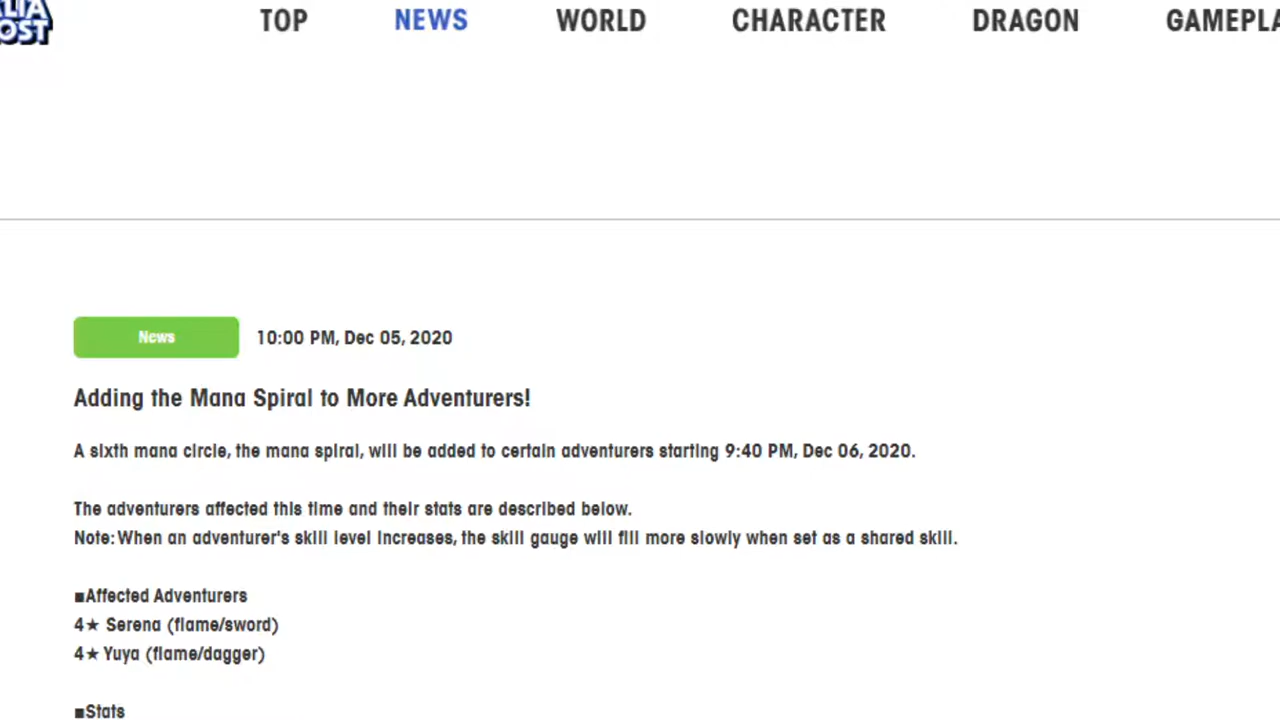 TOP NEWS WORLD CHARACTER DRAGON
News 10:00 PM, Dec 05, 2020
Adding the Mana Spiral to More Adventurers!
A sixth mana circle, the mana spiral, will be added to certain adventurers starting 9:40 PM, Dec 06, 2020.
The adventurers affected this time and their stats are described below.
Note: When an adventurer's skill level increases, the skill gauge will fill more slowly when set as a shared skill.
■Affected Adventurers
4★ Serena (flame/sword)
4★ Yuya (flame/dagger)
■Stats